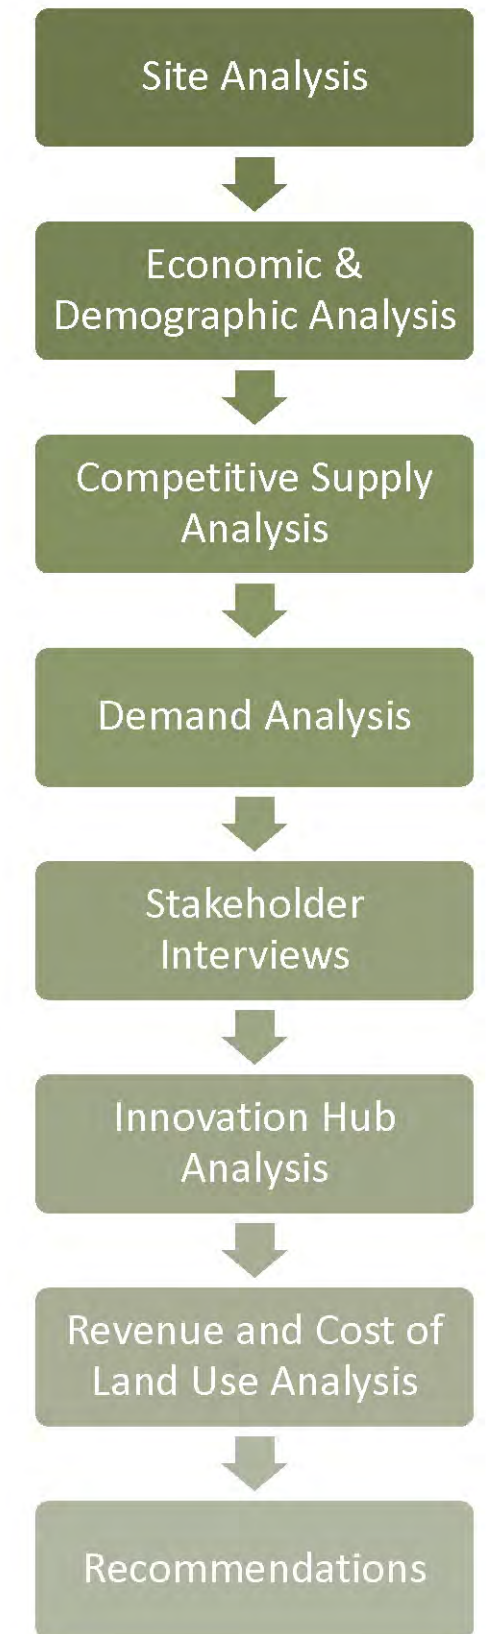 Site Analysis
Economic &
Demographic Analysis
Competitive Supply
Analysis
Demand Analysis
Stakeholder
Interviews
Innovation Hub
Analysis
Revenue and Cost of
Land Use Analysis
Recommendations